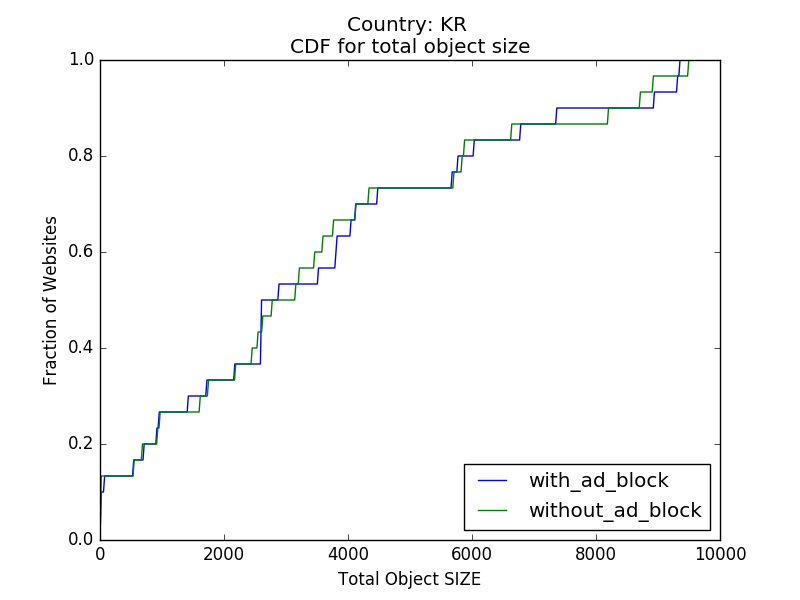 Country: KR
CDF for total object size
1.0
0.8
0.6
0.4
0.2
0.0
Fraction of Websites
with_ad_block
without_ad_block
0 2000 4000 6000 8000 10000
Total Object SIZE